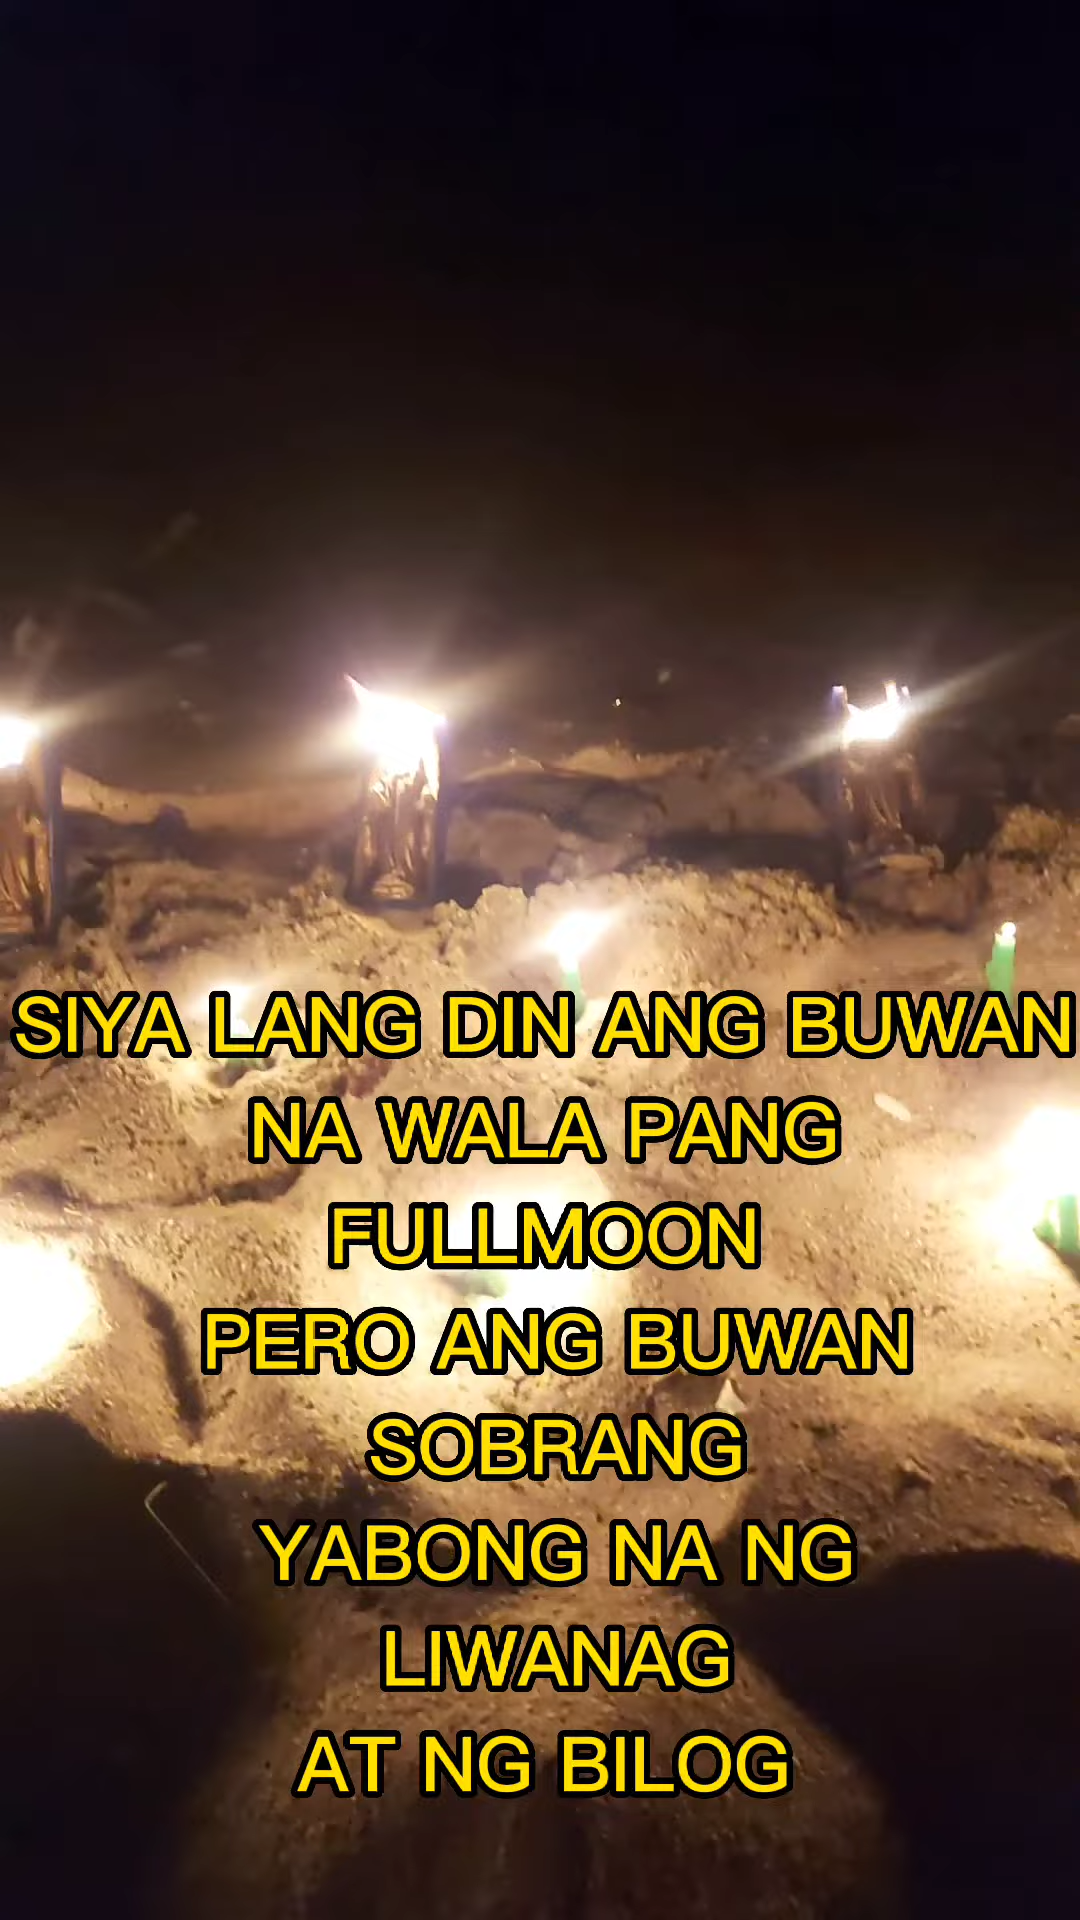 SIYA LANG DIN ANG BUWAN
NA WALA PANG
FULLMOON
PERO ANG BUWAN
SOBRANG
YABONG NA NG
LIWANAG
AT NG BILOG